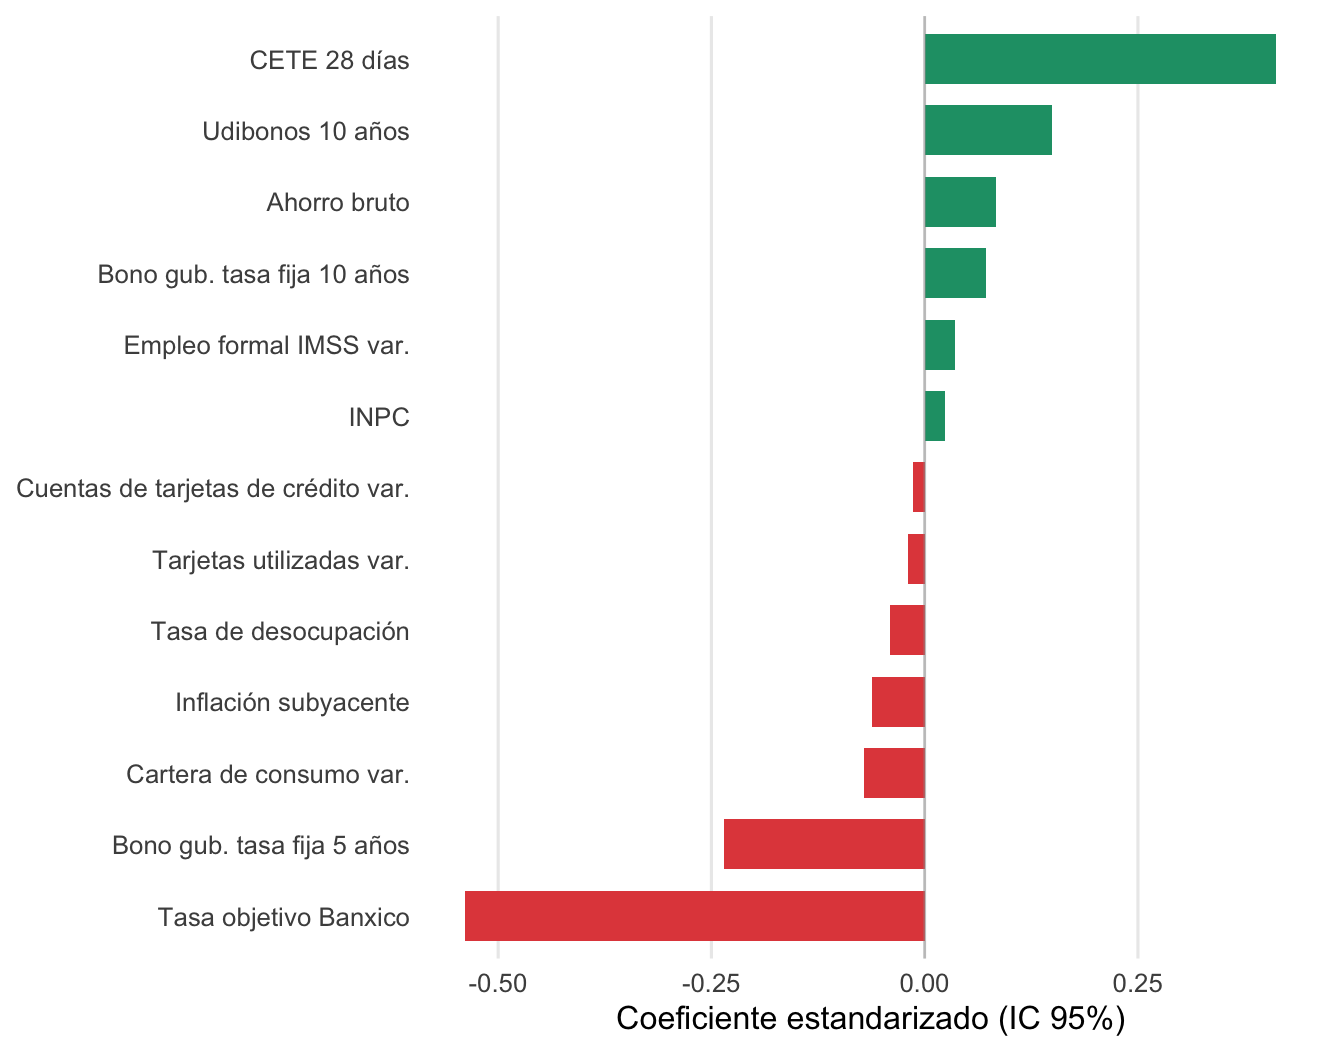 CETE 28 días
Udibonos 10 años
Ahorro bruto
Bono gub. tasa fija 10 años
Empleo formal IMSS var.
INPC
Cuentas de tarjetas de crédito var.
Tarjetas utilizadas var.
Tasa de desocupación
Inflación subyacente
Cartera de consumo var.
Bono gub. tasa fija 5 años
Tasa objetivo Banxico
-0.50 -0.25 0.00 0.25
Coeficiente estandarizado (IC 95%)